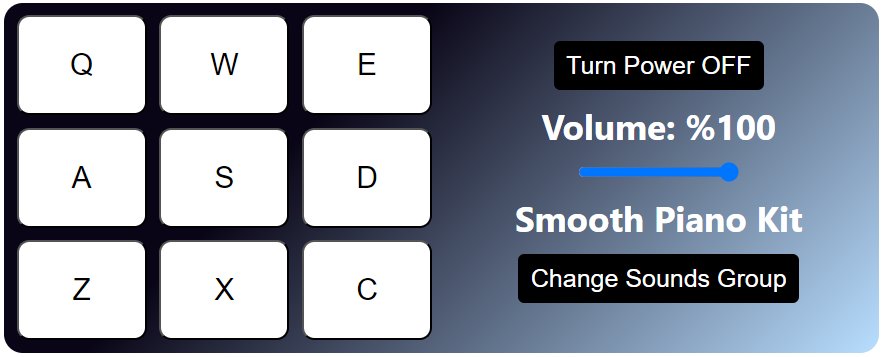 Q W E
A S D
Z X C
Turn Power OFF
Volume: %100
Smooth Piano Kit
Change Sounds Group